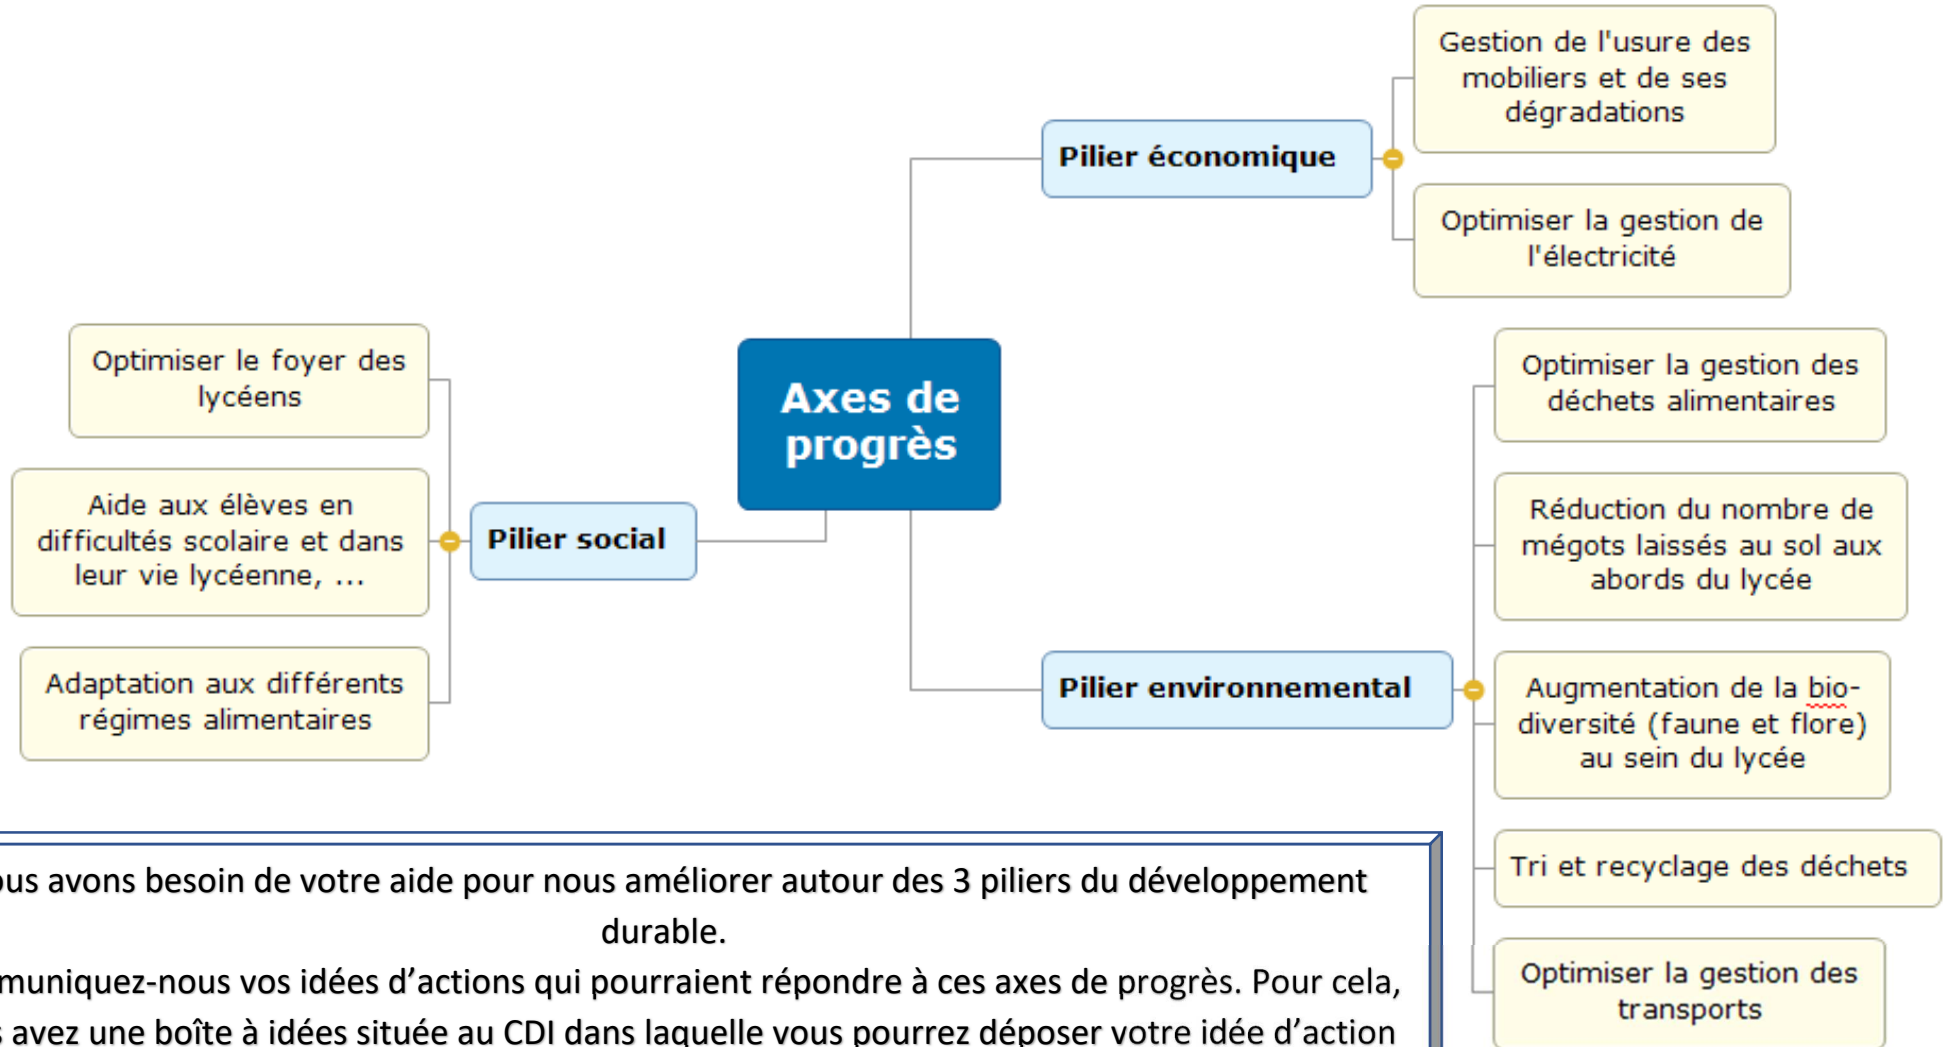 Gestion de l'usure des
mobiliers et de ses
dégradations
Pilier économique
Optimiser la gestion de
l'électricité
Optimiser le foyer des
lycéens
Aide aux élèves en
difficultés scolaire et dans
leur vie lycéenne, ...
Adaptation aux différents
régimes alimentaires
Pilier social
Axes de
progrès
Pilier environnemental
Optimiser la gestion des
déchets alimentaires
Réduction du nombre de
mégots laissés au sol aux
abords du lycée
Augmentation de la bio-
diversité (faune et flore)
au sein du lycée
Tri et recyclage des déchets
Optimiser la gestion des
transports
ous avons besoin de votre aide pour nous améliorer autour des 3 piliers du développement
durable.
muniquez-nous vos idées d’actions qui pourraient répondre à ces axes de progrès. Pour cela,
s avez une boîte à idées située au CDI dans laquelle vous pourrez déposer votre idée d’action